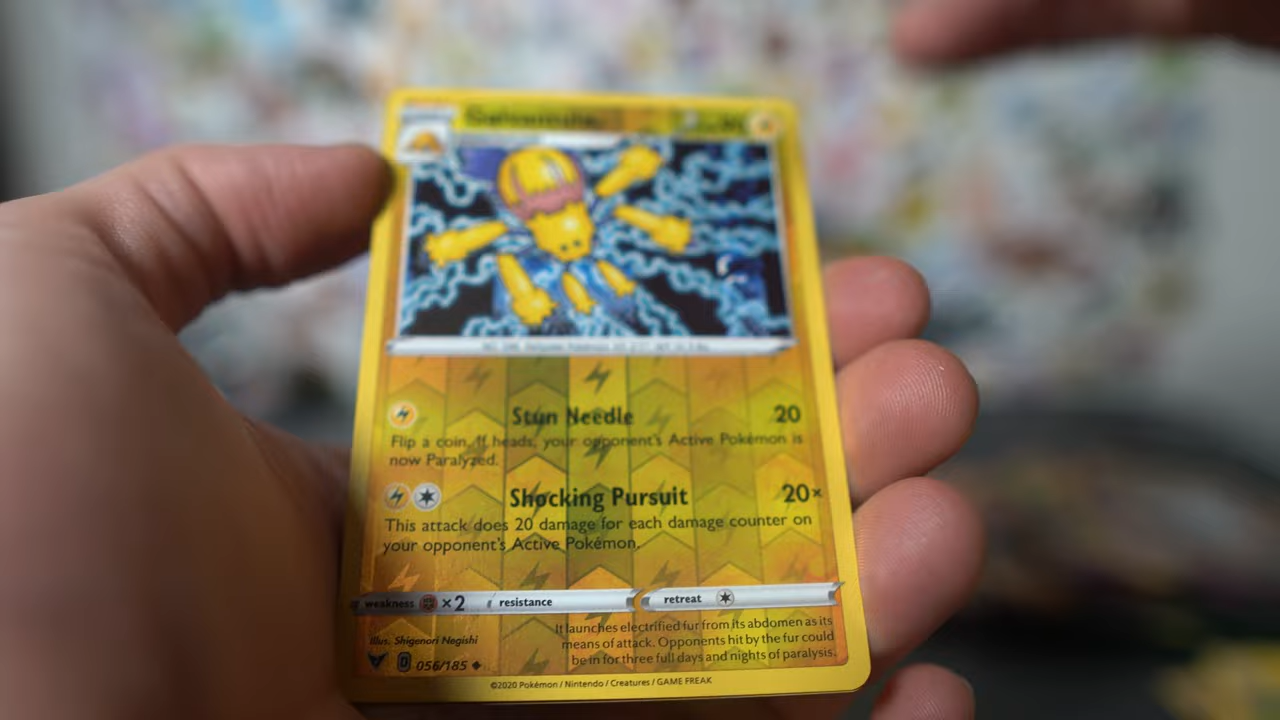 Galvantula
Stun Needle 20
Flip a coin. If heads, your opponent's Active Pokémon is
now Paralyzed.
Shocking Pursuit 20×
This attack does 20 damage for each damage counter on
your opponent's Active Pokémon.
weakness ×2 resistance retreat
It launches electrified fur from its abdomen as its
means of attack. Opponents hit by the fur could
be in for three full days and nights of paralysis.
Illus. Shigenori Negishi
D 056/185
©2020 Pokémon / Nintendo / Creatures / GAME FREAK